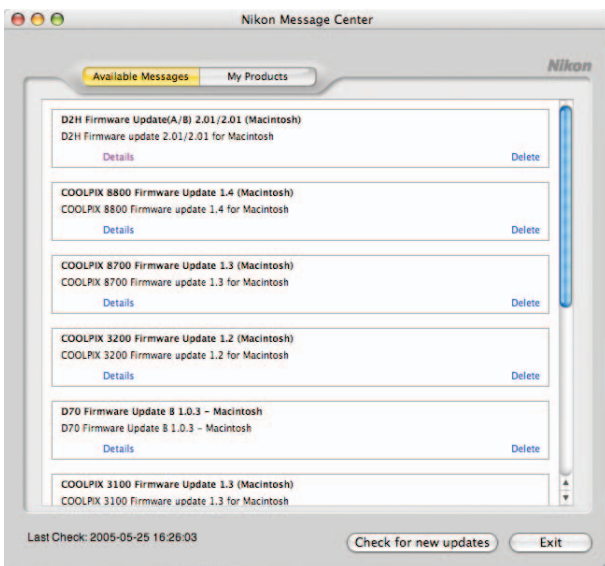 Nikon Message Center
Nikon
Available Messages My Products
D2H Firmware Update(A/B) 2.01/2.01 (Macintosh)
D2H Firmware update 2.01/2.01 for Macintosh
Details Delete
COOLPIX 8800 Firmware Update 1.4 (Macintosh)
COOLPIX 8800 Firmware update 1.4 for Macintosh
Details Delete
COOLPIX 8700 Firmware Update 1.3 (Macintosh)
COOLPIX 8700 Firmware update 1.3 for Macintosh
Details Delete
COOLPIX 3200 Firmware Update 1.2 (Macintosh)
COOLPIX 3200 Firmware update 1.2 for Macintosh
Details Delete
D70 Firmware Update B 1.0.3 – Macintosh
D70 Firmware Update B 1.0.3 – Macintosh
Details Delete
COOLPIX 3100 Firmware Update 1.3 (Macintosh)
COOLPIX 3100 Firmware update 1.3 for Macintosh
Last Check: 2005-05-25 16:26:03 Check for new updates Exit